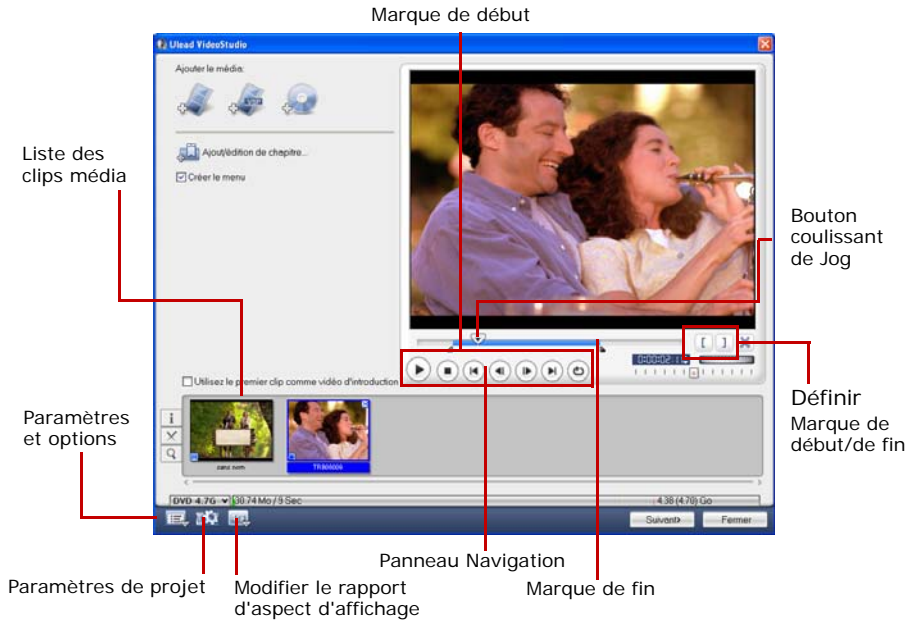 Marque de début
Ulead VideoStudio
Ajouter le média:
Ajout/édition de chapitre...
Créer le menu
Liste des
clips média
Bouton
coulissant
de Jog
[ ]
Utilisez le premier clip comme vidéo d'introduction
Définir
Marque de
début/de fin
Paramètres
et options
sans nom
DVD 4.7G
30.74 Mo / 9 Sec
4.38 (4.70) Go
Suivant>
Fermer
Panneau Navigation
Paramètres de projet
Modifier le rapport
d'aspect d'affichage
Marque de fin